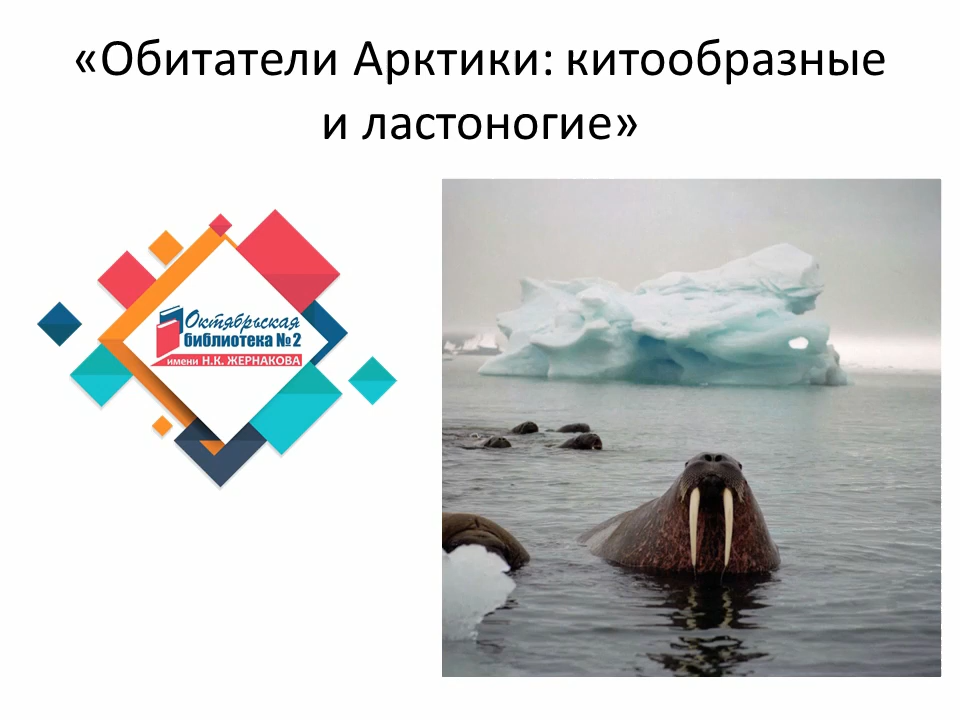 «Обитатели Арктики: китообразные
и ластоногие»
Октябрьская
библиотека №2
имени Н.К. ЖЕРНАКОВА